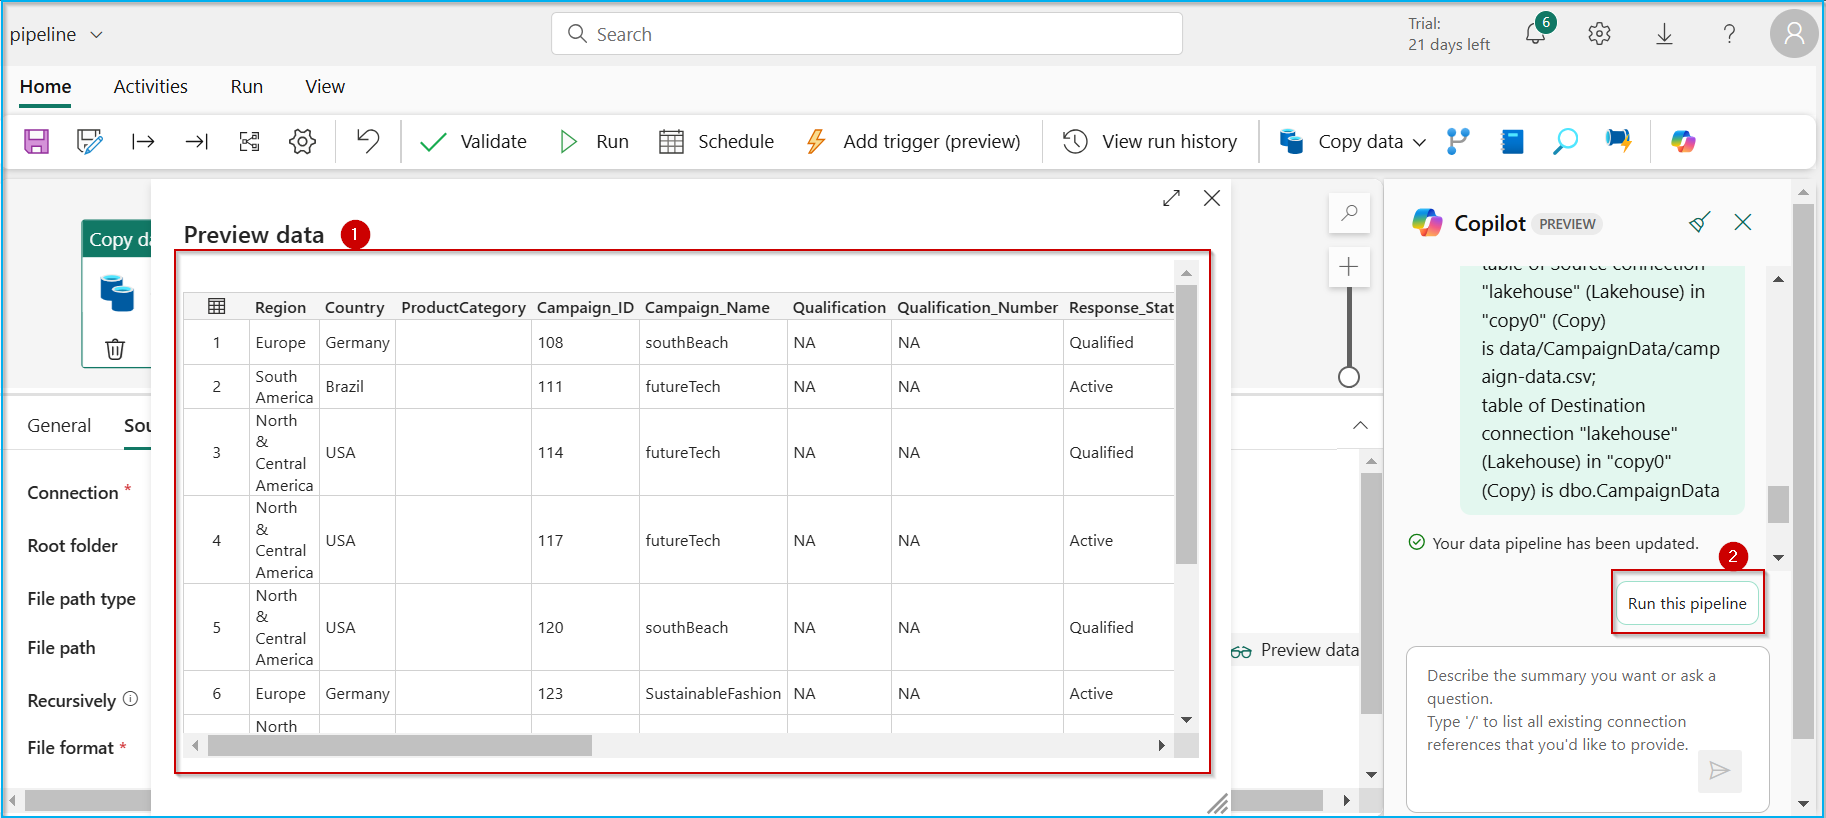 pipeline
Search
Trial:
21 days left
6
?
Home
Activities
Run
View
Validate
Run
Schedule
Add trigger (preview)
View run history
Copy data
Copy da
General
Sou
Connection *
Root folder
File path type
File path
Recursively
File format *
Preview data
1
Region Country ProductCategory Campaign_ID Campaign_Name Qualification Qualification_Number Response_Stat
1 Europe Germany 108 southBeach NA NA Qualified
2 South America Brazil 111 futureTech NA NA Active
3 North & Central America USA 114 futureTech NA NA Qualified
4 North & Central America USA 117 futureTech NA NA Active
5 North & Central America USA 120 southBeach NA NA Qualified
6 Europe Germany 123 SustainableFashion NA NA Active
North
Preview data
Copilot PREVIEW
table of Source connection
"lakehouse" (Lakehouse) in
"copy0" (Copy)
is data/CampaignData/camp
aign-data.csv;
table of Destination
connection "lakehouse"
(Lakehouse) in "copy0"
(Copy) is dbo.CampaignData
Your data pipeline has been updated.
2
Run this pipeline
Describe the summary you want or ask a
question.
Type '/' to list all existing connection
references that you'd like to provide.